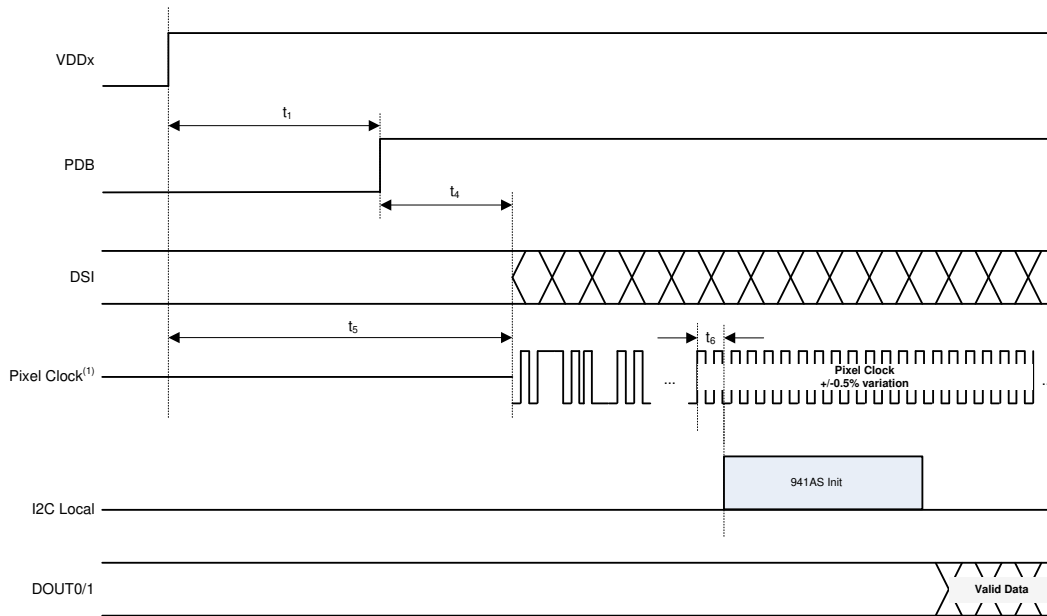 VDDx
t1
PDB
t4
DSI
t5
t6
Pixel Clock(1)
...
Pixel Clock
+/-0.5% variation
..
941AS Init
I2C Local
DOUT0/1
Valid Data